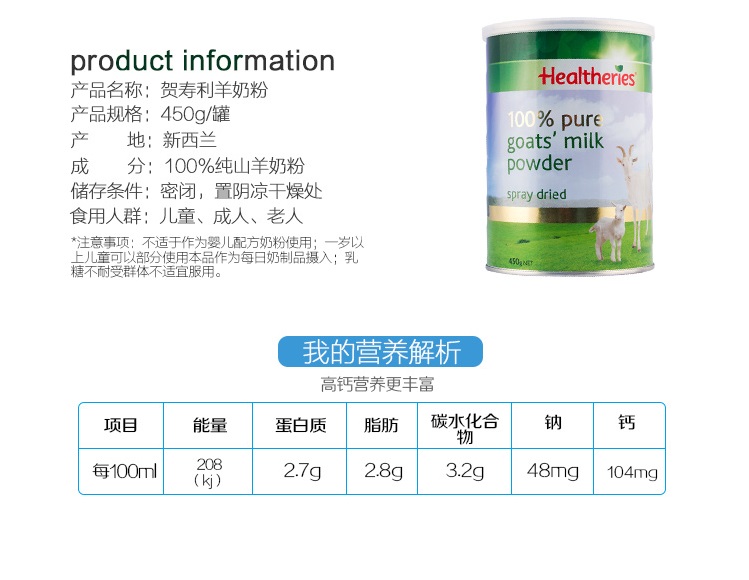 product information
产品名称：贺寿利羊奶粉
产品规格：450g/罐
产 地：新西兰
成 分：100%纯山羊奶粉
储存条件：密闭，置阴凉干燥处
食用人群：儿童、成人、老人
*注意事项：不适于作为婴儿配方奶粉使用；一岁以
上儿童可以部分使用本品作为每日奶制品摄入；乳
糖不耐受群体不适宜服用。
Healtheries
100% pure
goats' milk
powder
spray dried
450g NET
我的营养解析
高钙营养更丰富
项目 能量 蛋白质 脂肪 碳水化合 钠 钙
物
每100ml 208 2.7g 2.8g 3.2g 48mg 104mg
(kj)